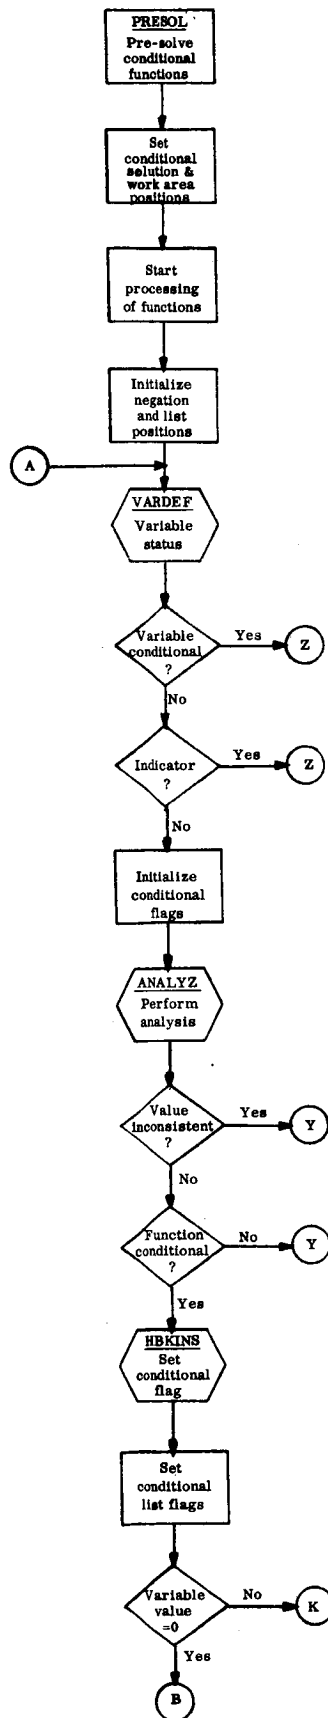 PRESOL
Pre-solve
conditional
functions
Set
conditional
solution &
work area
positions
Start
processing
of functions
Initialize
negation
and list
positions
A
VARDEF
Variable
status
Variable
conditional
?
Yes
Z
No
Indicator
?
Yes
Z
No
Initialize
conditional
flags
ANALYZ
Perform
analysis
Value
inconsistent
?
Yes
Y
No
Function
conditional
?
No
Y
Yes
HBKINS
Set
conditional
flag
Set
conditional
list flags
Variable
value
=0
No
K
Yes
B